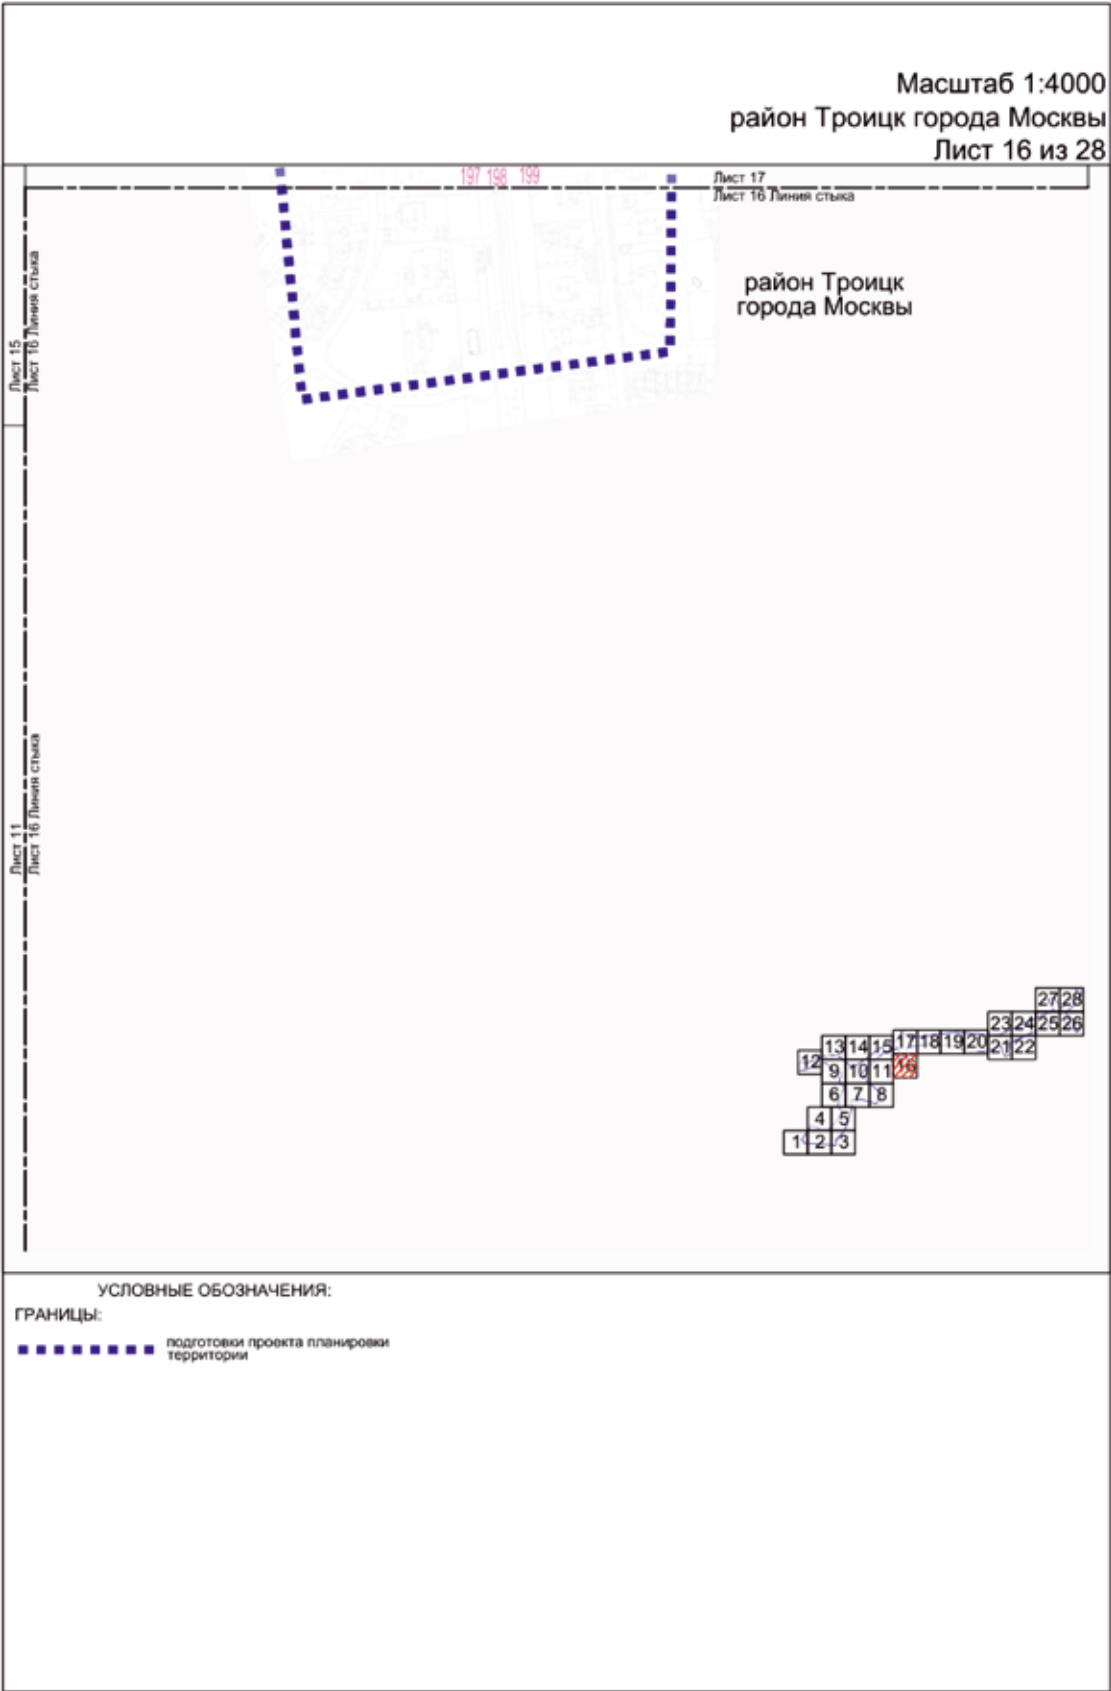 Масштаб 1:4000
район Троицк города Москвы
Лист 16 из 28
197 198 199
Лист 17
Лист 16 Линия стыка
Лист 15
Лист 16 Линия стыка
район Троицк
города Москвы
Лист 11
Лист 16 Линия стыка
27 28
23 24 25 26
13 14 15 17 18 19 20 21 22
12 9 10 11 16
6 7 8
4 5
1 2 3
УСЛОВНЫЕ ОБОЗНАЧЕНИЯ:
ГРАНИЦЫ:
подготовки проекта планировки
территории